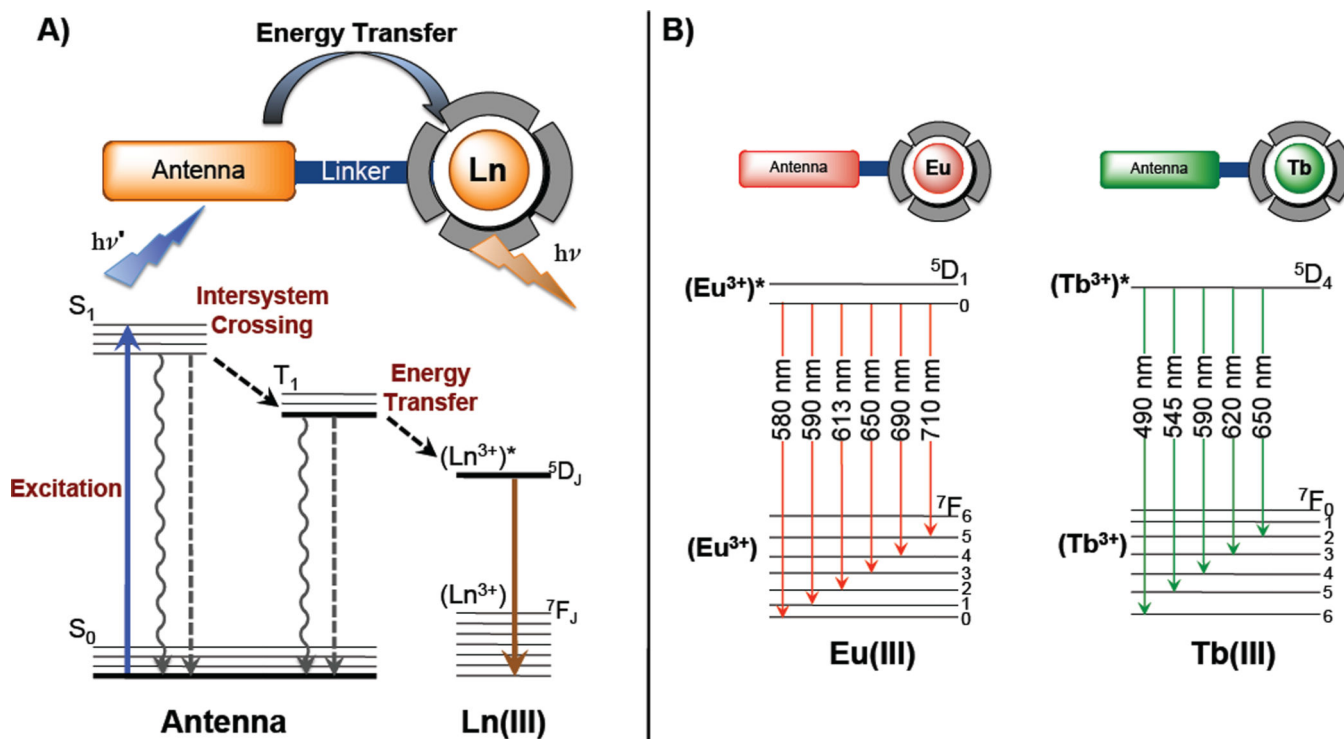 A)
Energy Transfer
Antenna
Linker
Ln
hν'
hν
S1
Intersystem
Crossing
T1
Energy
Transfer
(Ln³⁺)*
⁵DJ
Excitation
(Ln³⁺)
⁷FJ
S0
Antenna
Ln(III)
B)
Antenna
Eu
Antenna
Tb
(Eu³⁺)*
⁵D1
0
580 nm
590 nm
613 nm
650 nm
690 nm
710 nm
⁷F6
5
4
3
2
1
0
(Eu³⁺)
Eu(III)
(Tb³⁺)*
⁵D4
490 nm
545 nm
590 nm
620 nm
650 nm
⁷F0
1
2
3
4
5
6
(Tb³⁺)
Tb(III)